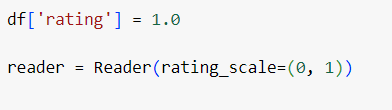 df['rating'] = 1.0
reader = Reader(rating_scale=(0, 1))